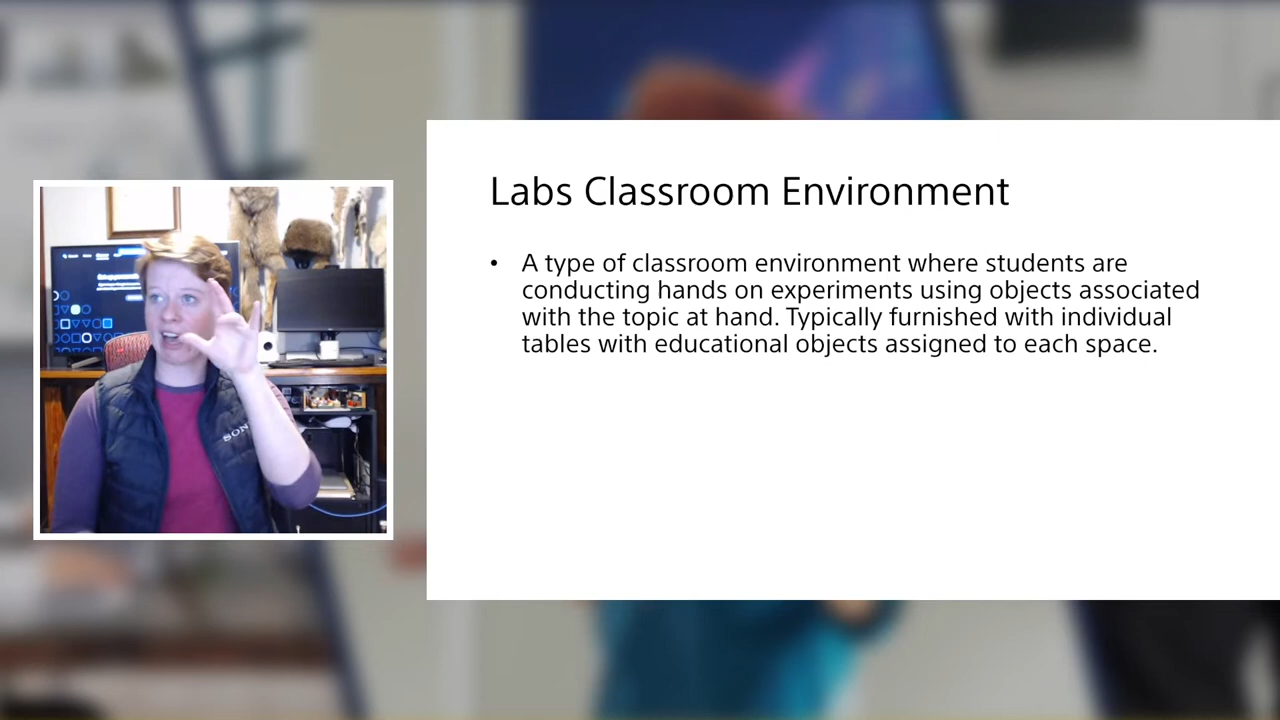 Labs Classroom Environment
• A type of classroom environment where students are
conducting hands on experiments using objects associated
with the topic at hand. Typically furnished with individual
tables with educational objects assigned to each space.
SON